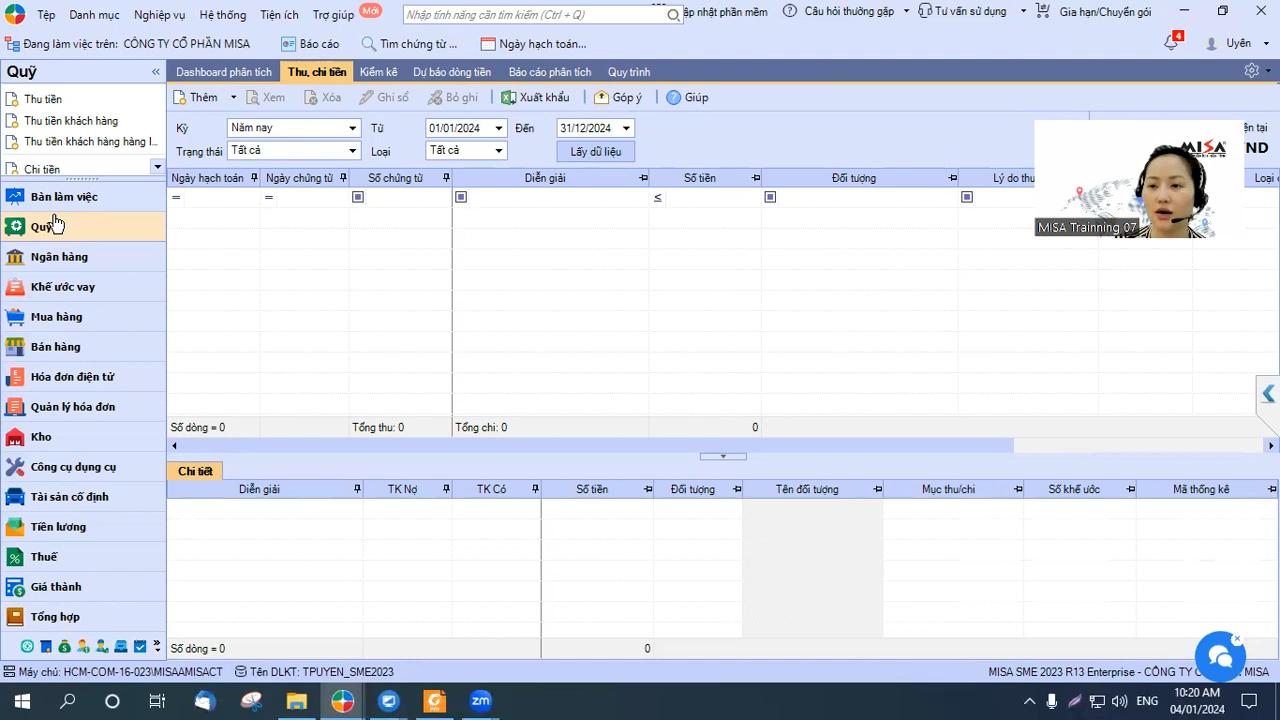 Tệp Danh mục Nghiệp vụ Hệ thống Tiện ích Trợ giúp Mới
Nhập tính năng cần tìm kiếm (Ctrl + Q)
cập nhật phần mềm Câu hỏi thường gặp Tư vấn sử dụng Gia hạn/Chuyển gói
Đang làm việc trên: CÔNG TY CỔ PHẦN MISA Báo cáo Tìm chứng từ ... Ngày hạch toán... 4 Uyên
Quỹ
Dashboard phân tích Thu, chi tiền Kiểm kê Dự báo dòng tiền Báo cáo phân tích Quy trình
Thu tiền
Thu tiền khách hàng
Thu tiền khách hàng hàng l...
Chi tiền
Thêm Xem Xóa Ghi sổ Bỏ ghi Xuất khẩu Góp ý Giúp
Kỳ Năm nay Từ 01/01/2024 Đến 31/12/2024
Trạng thái Tất cả Loại Tất cả Lấy dữ liệu
MISA
VND
MISA Trainning 07
Ngày hạch toán Ngày chứng từ Số chứng từ Diễn giải Số tiền Đối tượng Lý do thu
= = ≤
Số dòng = 0 Tổng thu: 0 Tổng chi: 0 0
Bàn làm việc
Quỹ
Ngân hàng
Khế ước vay
Mua hàng
Bán hàng
Hóa đơn điện tử
Quản lý hóa đơn
Kho
Công cụ dụng cụ
Tài sản cố định
Tiền lương
Thuế
Giá thành
Tổng hợp
Chi tiết
Diễn giải TK Nợ TK Có Số tiền Đối tượng Tên đối tượng Mục thu/chi Số khế ước Mã thống kê
Số dòng = 0 0
Máy chủ: HCM-COM-16-023\MISAAMISACT Tên DLKT: TPUYEN_SME2023 MISA SME 2023 R13 Enterprise - CÔNG TY MISA
ENG 10:20 AM
04/01/2024